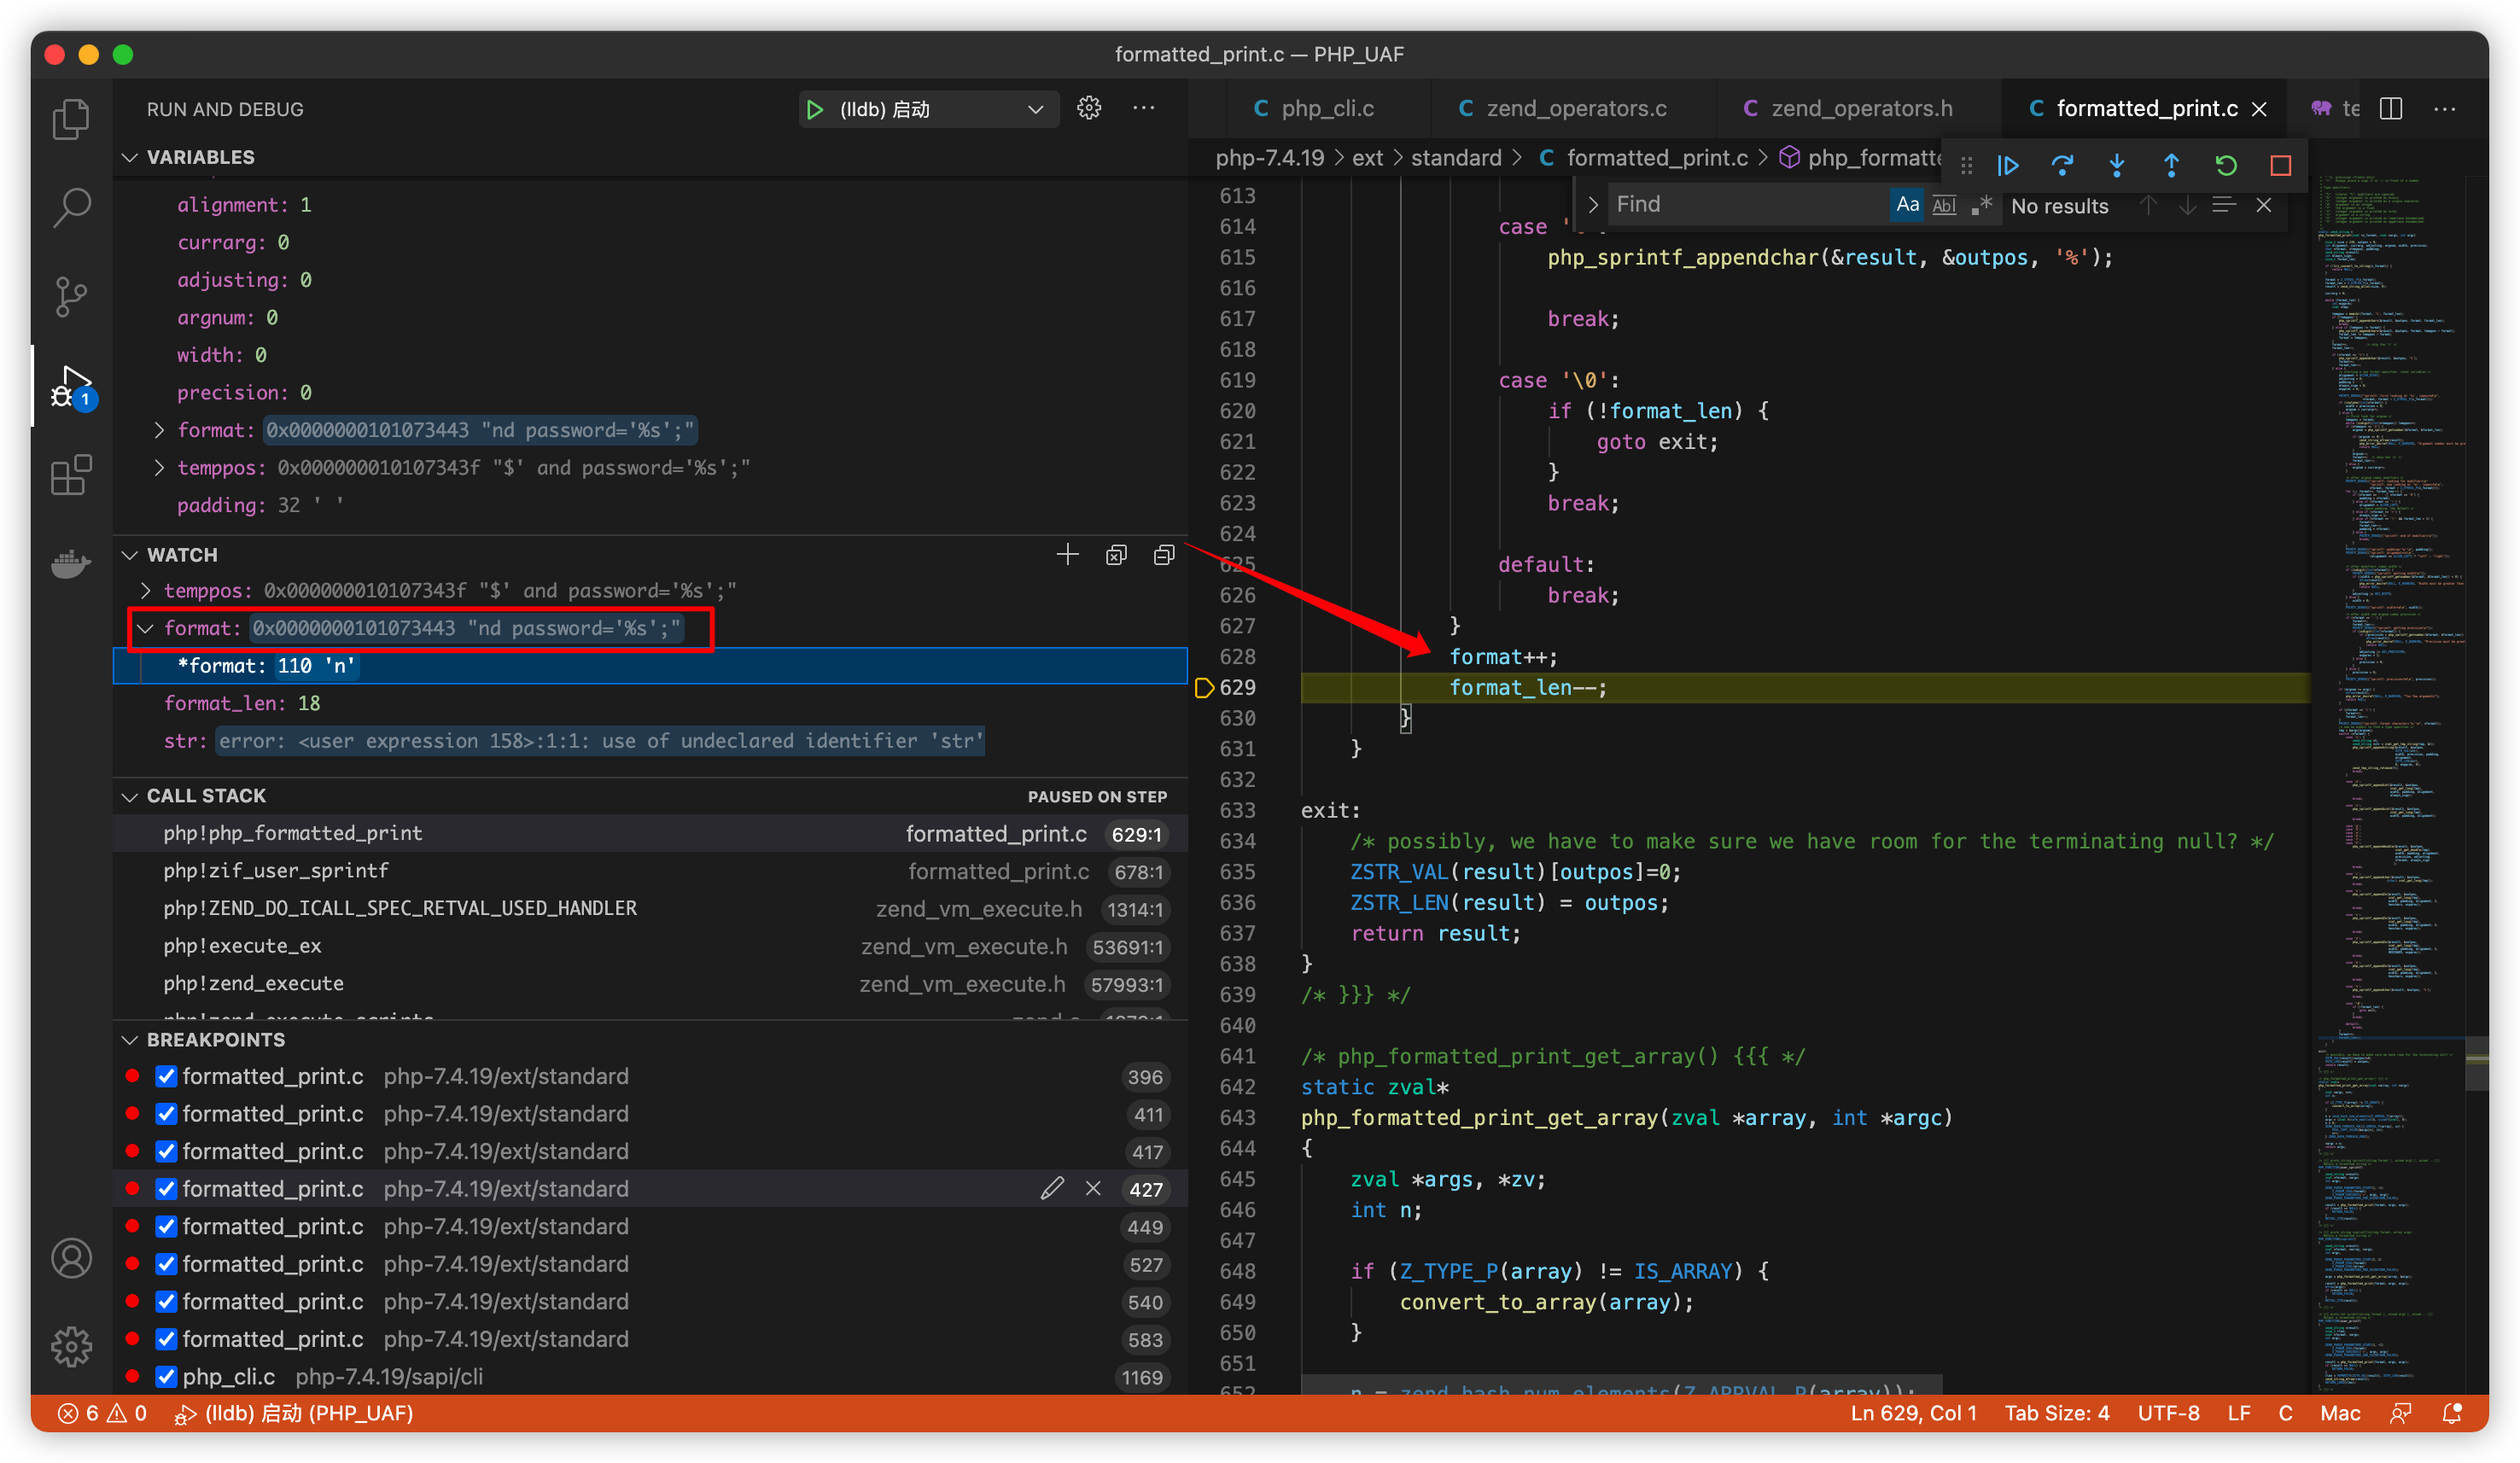 formatted_print.c — PHP_UAF
RUN AND DEBUG
(lldb) 启动
VARIABLES
alignment: 1
currarg: 0
adjusting: 0
argnum: 0
width: 0
precision: 0
format: 0x0000000101073443 "nd password='%s';"
temppos: 0x000000010107343f "$' and password='%s';"
padding: 32 ' '
WATCH
temppos: 0x000000010107343f "$' and password='%s';"
format: 0x0000000101073443 "nd password='%s';"
*format: 110 'n'
format_len: 18
str: error: <user expression 158>:1:1: use of undeclared identifier 'str'
CALL STACK
PAUSED ON STEP
php!php_formatted_print formatted_print.c 629:1
php!zif_user_sprintf formatted_print.c 678:1
php!ZEND_DO_ICALL_SPEC_RETVAL_USED_HANDLER zend_vm_execute.h 1314:1
php!execute_ex zend_vm_execute.h 53691:1
php!zend_execute zend_vm_execute.h 57993:1
BREAKPOINTS
formatted_print.c php-7.4.19/ext/standard 396
formatted_print.c php-7.4.19/ext/standard 411
formatted_print.c php-7.4.19/ext/standard 417
formatted_print.c php-7.4.19/ext/standard 427
formatted_print.c php-7.4.19/ext/standard 449
formatted_print.c php-7.4.19/ext/standard 527
formatted_print.c php-7.4.19/ext/standard 540
formatted_print.c php-7.4.19/ext/standard 583
php_cli.c php-7.4.19/sapi/cli 1169
C php_cli.c
C zend_operators.c
C zend_operators.h
C formatted_print.c
te
php-7.4.19 > ext > standard > C formatted_print.c > php_formatte
Find
Aa
Abl
.*
No results
613
614 case '
615 php_sprintf_appendchar(&result, &outpos, '%');
616
617 break;
618
619 case '\0':
620 if (!format_len) {
621 goto exit;
622 }
623 break;
624
625 default:
626 break;
627 }
628 format++;
629 format_len--;
630 }
631 }
632
633 exit:
634 /* possibly, we have to make sure we have room for the terminating null? */
635 ZSTR_VAL(result)[outpos]=0;
636 ZSTR_LEN(result) = outpos;
637 return result;
638 }
639 /* }}} */
640
641 /* php_formatted_print_get_array() {{{ */
642 static zval*
643 php_formatted_print_get_array(zval *array, int *argc)
644 {
645 zval *args, *zv;
646 int n;
647
648 if (Z_TYPE_P(array) != IS_ARRAY) {
649 convert_to_array(array);
650 }
651
652 n = zend_hash_num_elements(Z_ARRVAL_P(array));
1
6 0 (lldb) 启动 (PHP_UAF)
Ln 629, Col 1
Tab Size: 4
UTF-8
LF
C
Mac